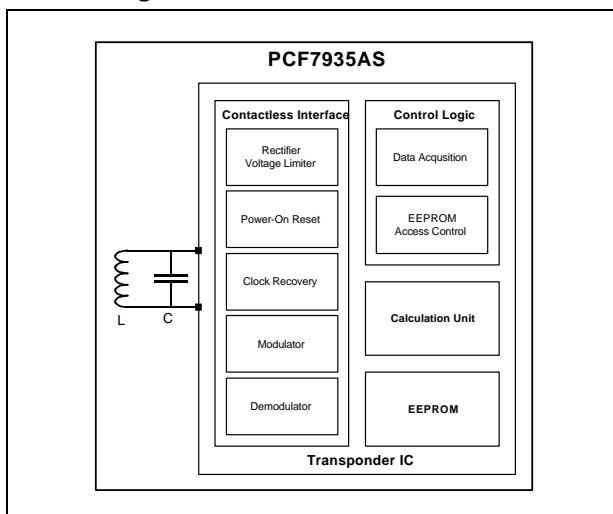 PCF7935AS
Contactless Interface
Rectifier
Voltage Limiter
Power-On Reset
Clock Recovery
Modulator
Demodulator
Control Logic
Data Acqusition
EEPROM
Access Control
Calculation Unit
EEPROM
L
C
Transponder IC